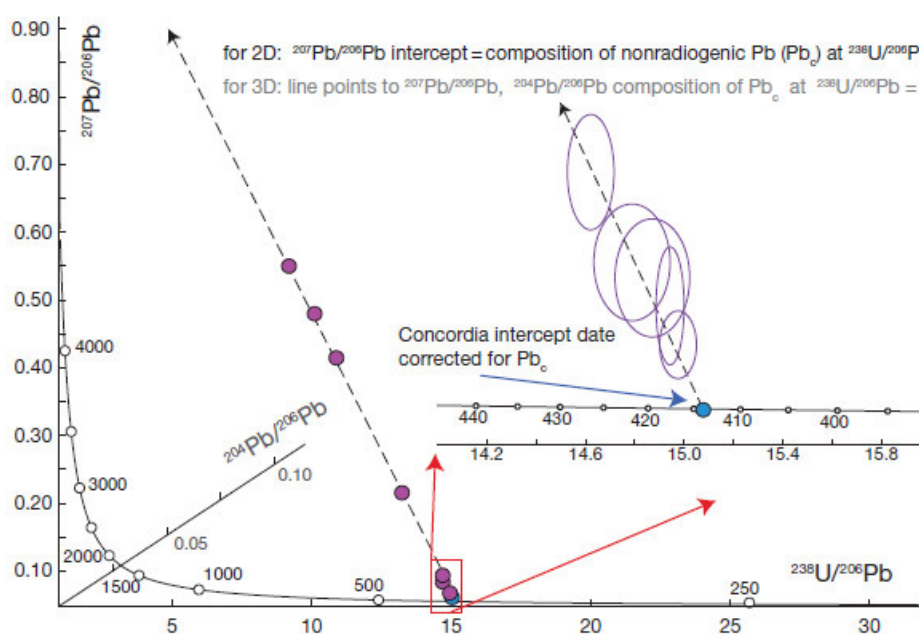 0.90
0.80
0.70
0.60
0.50
0.40
0.30
0.20
0.10
²⁰⁷Pb/²⁰⁶Pb
for 2D: ²⁰⁷Pb/²⁰⁶Pb intercept = composition of nonradiogenic Pb (Pb_c) at ²³⁸U/²⁰⁶P
for 3D: line points to ²⁰⁷Pb/²⁰⁶Pb, ²⁰⁴Pb/²⁰⁶Pb composition of Pb_c at ²³⁸U/²⁰⁶Pb =
Concordia intercept date
corrected for Pb_c
440 430 420 410 400
14.2 14.6 15.0 15.4 15.8
²⁰⁴Pb/²⁰⁶Pb
0.10
0.05
4000
3000
2000
1500
1000
500
250
²³⁸U/²⁰⁶Pb
5 10 15 20 25 30